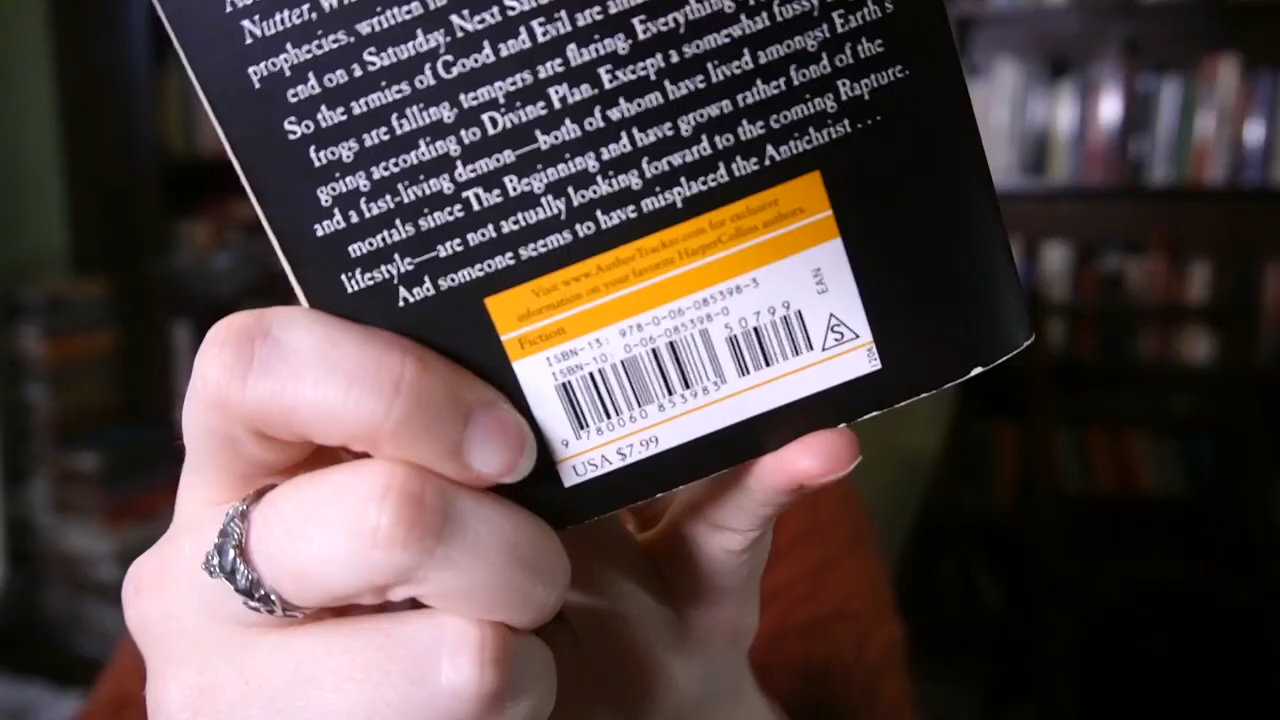 Nutter, Wi
prophecies, written in
end on a Saturday. Next Satu
So the armies of Good and Evil are
frogs are falling, tempers are flaring. Everything
going according to Divine Plan. Except a somewhat fussy
and a fast-living demon—both of whom have lived amongst Earth's
mortals since The Beginning and have grown rather fond of the
lifestyle—are not actually looking forward to the coming Rapture.
And someone seems to have misplaced the Antichrist . . .
Visit www.AuthorTracker.com for exclusive
information on your favorite HarperCollins authors
Fiction
ISBN-13: 978-0-06-085398-3
ISBN-10: 0-06-085398-0
50799
EAN
S
9 780060 853983
1206
USA $7.99